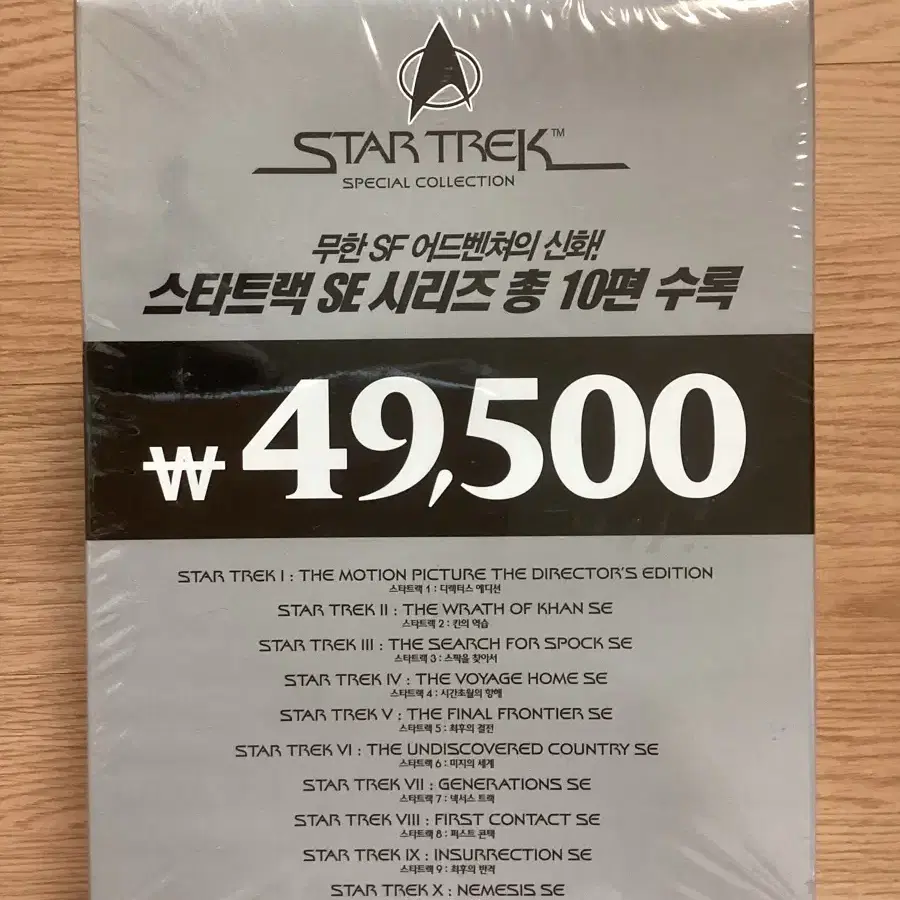 STAR TREK™
SPECIAL COLLECTION
무한 SF 어드벤쳐의 신화!
스타트랙 SE 시리즈 총 10편 수록
₩49,500
STAR TREK I : THE MOTION PICTURE THE DIRECTOR'S EDITION
스타트랙 1 : 디렉터스 에디션
STAR TREK II : THE WRATH OF KHAN SE
스타트랙 2 : 칸의 역습
STAR TREK III : THE SEARCH FOR SPOCK SE
스타트랙 3 : 스팍을 찾아서
STAR TREK IV : THE VOYAGE HOME SE
스타트랙 4 : 시간초월의 항해
STAR TREK V : THE FINAL FRONTIER SE
스타트랙 5 : 최후의 결전
STAR TREK VI : THE UNDISCOVERED COUNTRY SE
스타트랙 6 : 미지의 세계
STAR TREK VII : GENERATIONS SE
스타트랙 7 : 넥서스 트랙
STAR TREK VIII : FIRST CONTACT SE
스타트랙 8 : 퍼스트 콘택
STAR TREK IX : INSURRECTION SE
스타트랙 9 : 최후의 반격
STAR TREK X : NEMESIS SE